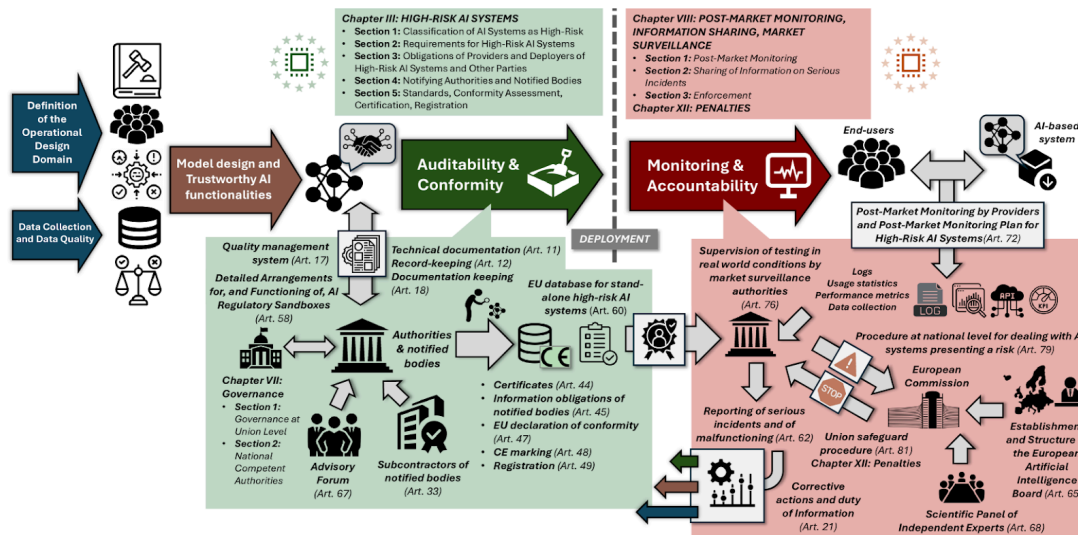 Chapter III: HIGH-RISK AI SYSTEMS
• Section 1: Classification of AI Systems as High-Risk
• Section 2: Requirements for High-Risk AI Systems
• Section 3: Obligations of Providers and Deployers of
High-Risk AI Systems and Other Parties
• Section 4: Notifying Authorities and Notified Bodies
• Section 5: Standards, Conformity Assessment,
Certification, Registration
Chapter VIII: POST-MARKET MONITORING,
INFORMATION SHARING, MARKET
SURVEILLANCE
• Section 1: Post-Market Monitoring
• Section 2: Sharing of Information on Serious
Incidents
• Section 3: Enforcement
Chapter XII: PENALTIES
Definition
of the
Operational
Design
Domain
Data Collection
and Data Quality
Model design and
Trustworthy AI
functionalities
Auditability &
Conformity
DEPLOYMENT
Monitoring &
Accountability
End-users
AI-based
system
Post-Market Monitoring by Providers
and Post-Market Monitoring Plan for
High-Risk AI Systems (Art. 72)
Quality management
system (Art. 17)
Detailed Arrangements
for, and Functioning of, AI
Regulatory Sandboxes
(Art. 58)
Technical documentation (Art. 11)
Record-keeping (Art. 12)
Documentation keeping
(Art. 18)
EU database for stand-
alone high-risk AI
systems (Art. 60)
CE
Authorities
& notified
bodies
Chapter VII:
Governance
• Section 1:
Governance at
Union Level
• Section 2:
National
Competent
Authorities
Advisory
Forum
(Art. 67)
Subcontractors of
notified bodies
(Art. 33)
• Certificates (Art. 44)
• Information obligations of
notified bodies (Art. 45)
• EU declaration of conformity
(Art. 47)
• CE marking (Art. 48)
• Registration (Art. 49)
Supervision of testing in
real world conditions by
market surveillance
authorities
(Art. 76)
Logs
Usage statistics
Performance metrics
Data collection
LOG
API
KPI
Procedure at national level for dealing with A
systems presenting a risk (Art. 79)
STOP
European
Commission
Reporting of serious
incidents and of
malfunctioning (Art. 62)
Union safeguard
procedure (Art. 81)
Chapter XII: Penalties
Corrective
actions and duty
of Information
(Art. 21)
Establishment
and Structure o
the European
Artificial
Intelligence
Board (Art. 65
Scientific Panel of
Independent Experts (Art. 68)